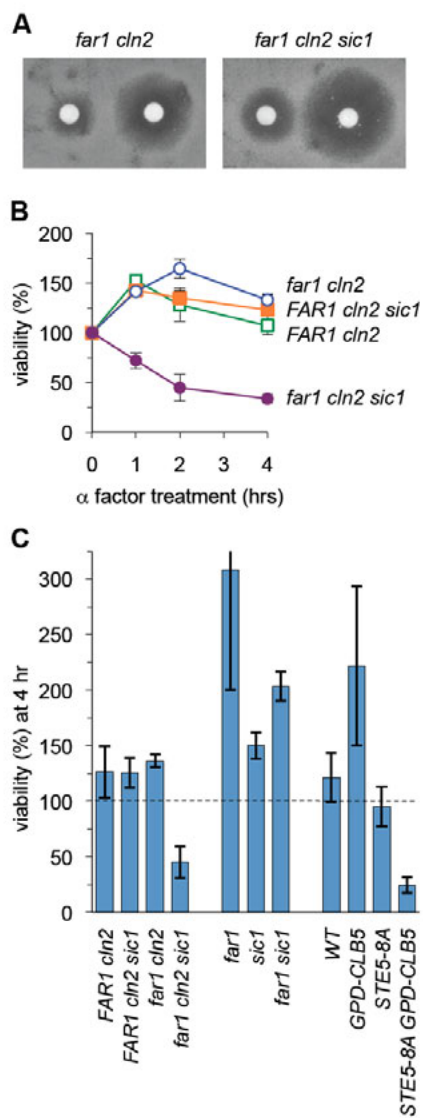 A
far1 cln2
far1 cln2 sic1
B
viability (%)
200
150
100
50
0
0
1
2
3
4
α factor treatment (hrs)
far1 cln2
FAR1 cln2 sic1
FAR1 cln2
far1 cln2 sic1
C
viability (%) at 4 hr
300
250
200
150
100
50
0
FAR1 cln2
FAR1 cln2 sic1
far1 cln2
far1 cln2 sic1
far1
sic1
far1 sic1
WT
GPD-CLB5
STE5-8A
STE5-8A GPD-CLB5